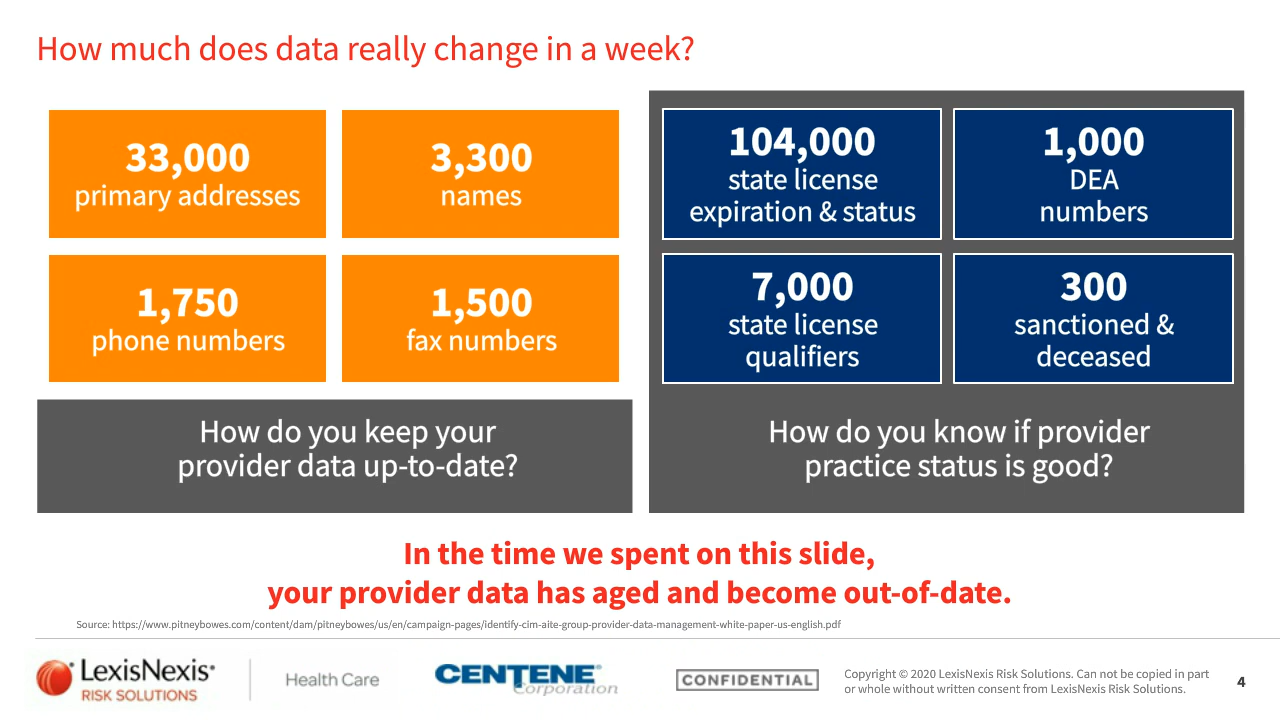 How much does data really change in a week?
33,000
primary addresses
3,300
names
1,750
phone numbers
1,500
fax numbers
How do you keep your
provider data up-to-date?
104,000
state license
expiration & status
1,000
DEA
numbers
7,000
state license
qualifiers
300
sanctioned &
deceased
How do you know if provider
practice status is good?
In the time we spent on this slide,
your provider data has aged and become out-of-date.
Source: https://www.pitneybowes.com/content/dam/pitneybowes/us/en/campaign-pages/identify-cim-aite-group-provider-data-management-white-paper-us-english.pdf
LexisNexis®
RISK SOLUTIONS
Health Care
CENTENE®
Corporation
CONFIDENTIAL
Copyright © 2020 LexisNexis Risk Solutions. Can not be copied in part
or whole without written consent from LexisNexis Risk Solutions.
4